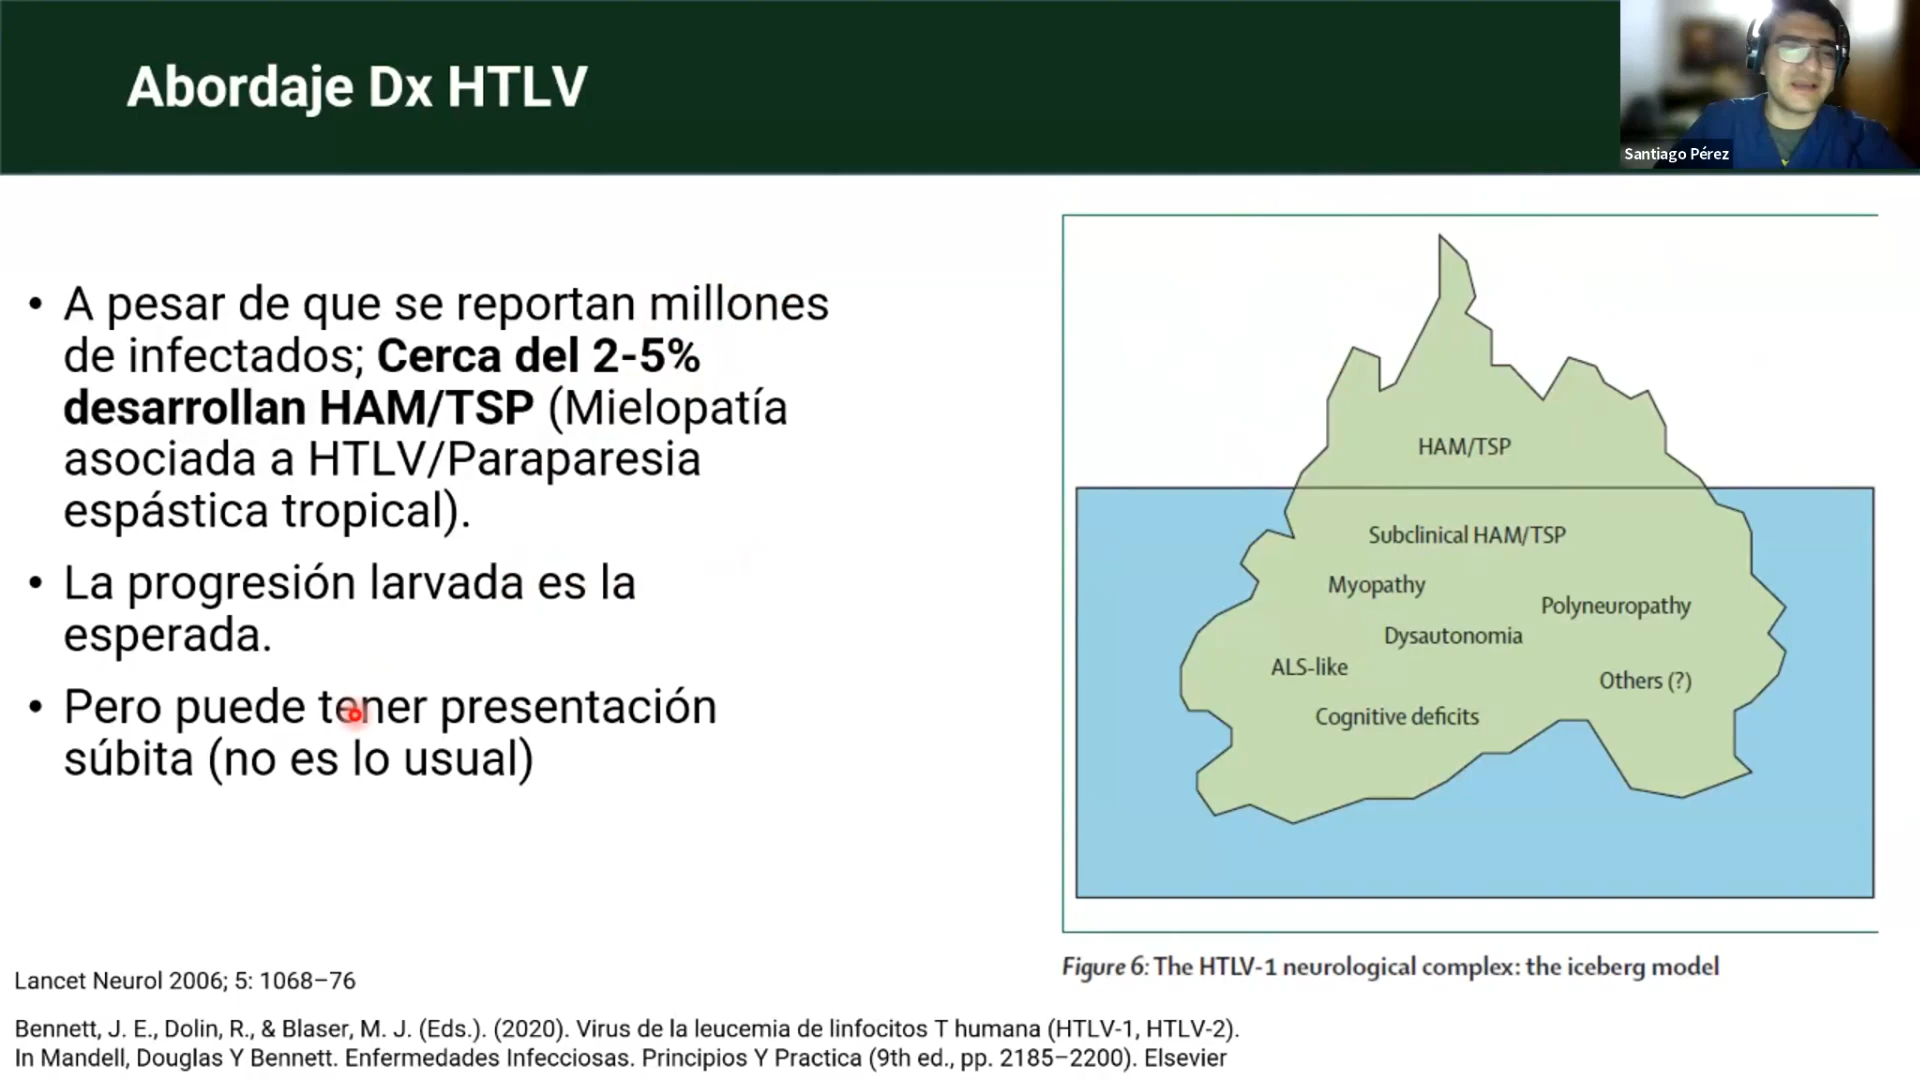 Abordaje Dx HTLV
Santiago Pérez
• A pesar de que se reportan millones
de infectados; Cerca del 2-5%
desarrollan HAM/TSP (Mielopatía
asociada a HTLV/Paraparesia
espástica tropical).
• La progresión larvada es la
esperada.
• Pero puede tener presentación
súbita (no es lo usual)
HAM/TSP
Subclinical HAM/TSP
Myopathy
Polyneuropathy
Dysautonomia
ALS-like
Others (?)
Cognitive deficits
Figure 6: The HTLV-1 neurological complex: the iceberg model
Lancet Neurol 2006; 5: 1068–76
Bennett, J. E., Dolin, R., & Blaser, M. J. (Eds.). (2020). Virus de la leucemia de linfocitos T humana (HTLV-1, HTLV-2).
In Mandell, Douglas Y Bennett. Enfermedades Infecciosas. Principios Y Practica (9th ed., pp. 2185–2200). Elsevier